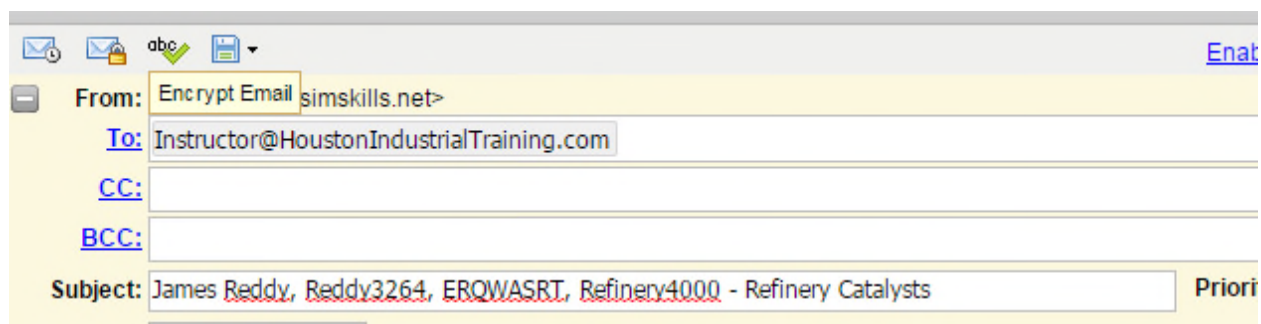 abc
Enab
From: Encrypt Email simskills.net>
To: Instructor@HoustonIndustrialTraining.com
CC:
BCC:
Subject: James Reddy, Reddy3264, ERQWASRT, Refinery4000 - Refinery Catalysts Priori